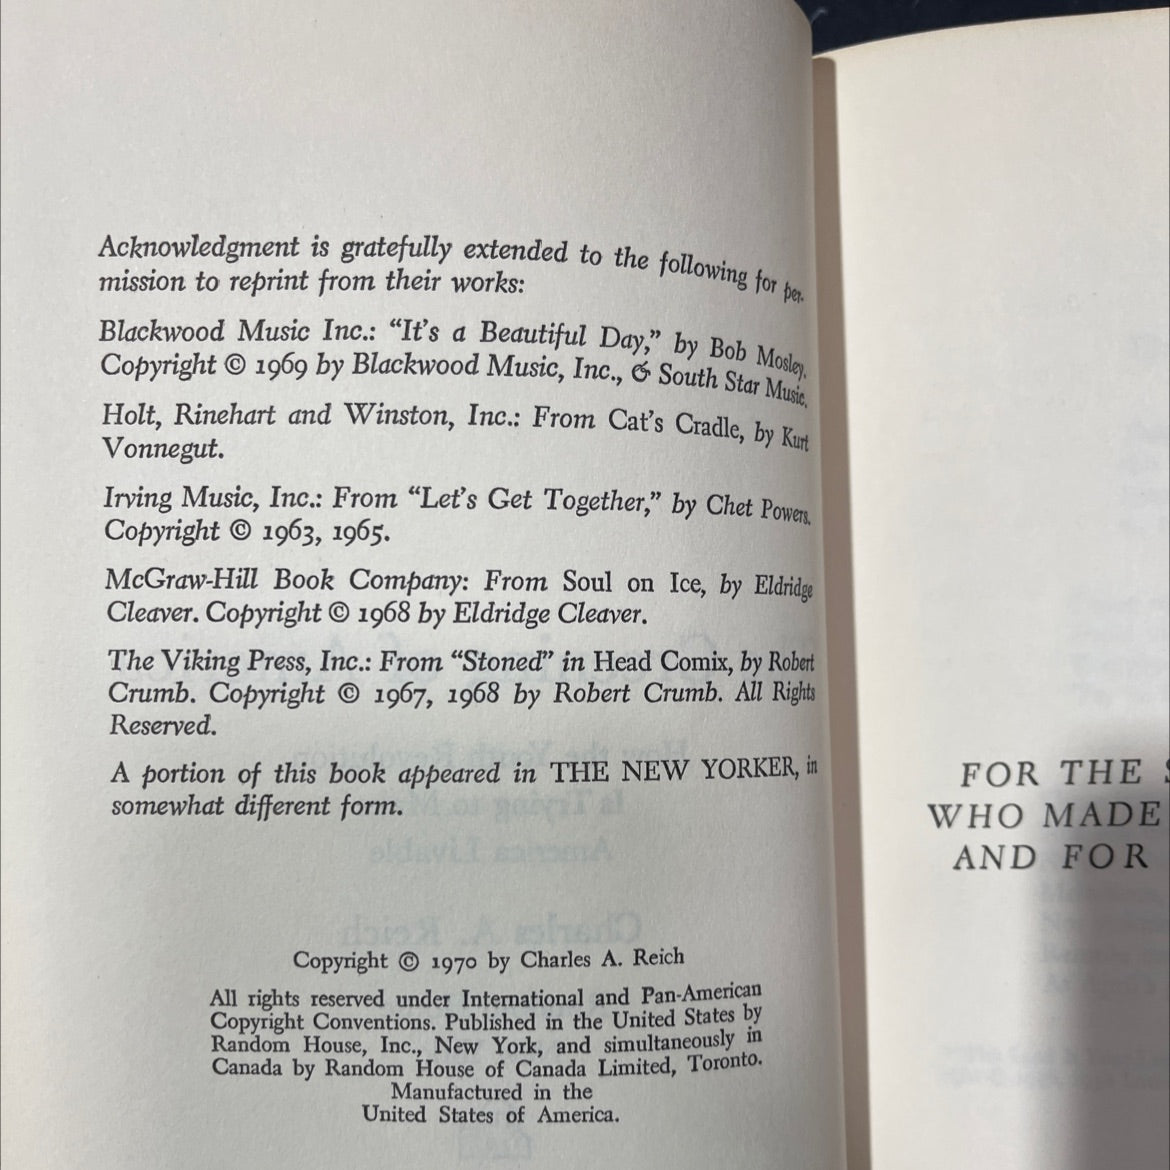 Acknowledgment is gratefully extended to the following for per-
mission to reprint from their works:
Blackwood Music Inc.: “It’s a Beautiful Day,” by Bob Mosley.
Copyright © 1969 by Blackwood Music, Inc., & South Star Music.
Holt, Rinehart and Winston, Inc.: From Cat’s Cradle, by Kurt
Vonnegut.
Irving Music, Inc.: From “Let’s Get Together,” by Chet Powers.
Copyright © 1963, 1965.
McGraw-Hill Book Company: From Soul on Ice, by Eldridge
Cleaver. Copyright © 1968 by Eldridge Cleaver.
The Viking Press, Inc.: From “Stoned” in Head Comix, by Robert
Crumb. Copyright © 1967, 1968 by Robert Crumb. All Rights
Reserved.
A portion of this book appeared in THE NEW YORKER, in
somewhat different form.
Copyright © 1970 by Charles A. Reich
All rights reserved under International and Pan-American
Copyright Conventions. Published in the United States by
Random House, Inc., New York, and simultaneously in
Canada by Random House of Canada Limited, Toronto.
Manufactured in the
United States of America.
FOR THE
WHO MADE
AND FOR